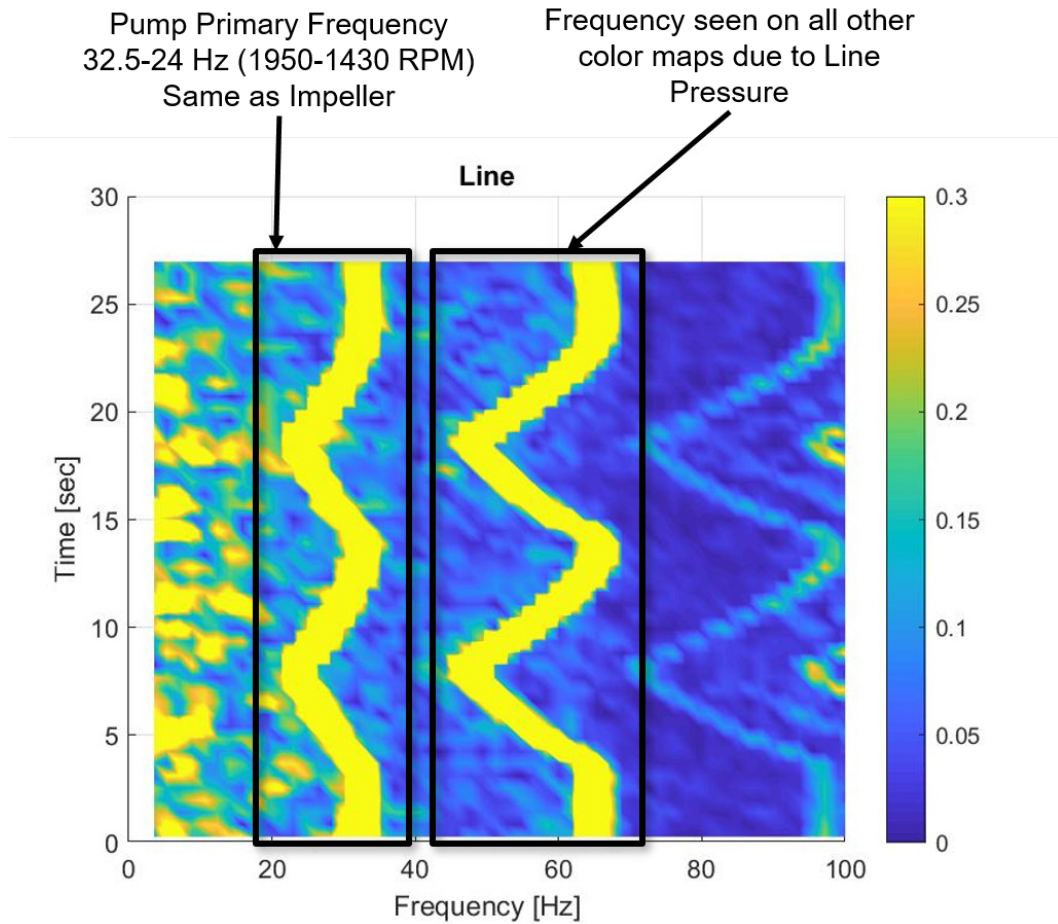 Pump Primary Frequency
32.5-24 Hz (1950-1430 RPM)
Same as Impeller
Frequency seen on all other
color maps due to Line
Pressure
Line
30
25
20
15
10
5
0
Time [sec]
0 20 40 60 80 100
Frequency [Hz]
0.3
0.25
0.2
0.15
0.1
0.05
0